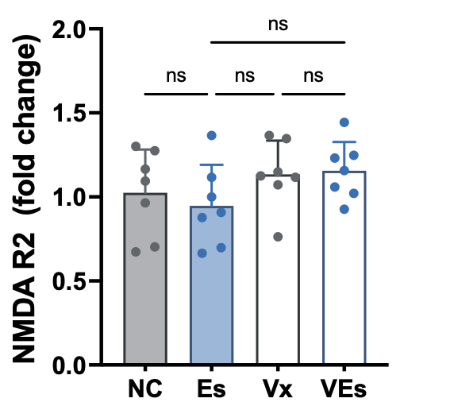 ns
ns ns ns
NMDA R2 (fold change)
2.0
1.5
1.0
0.5
0.0
NC Es Vx VEs